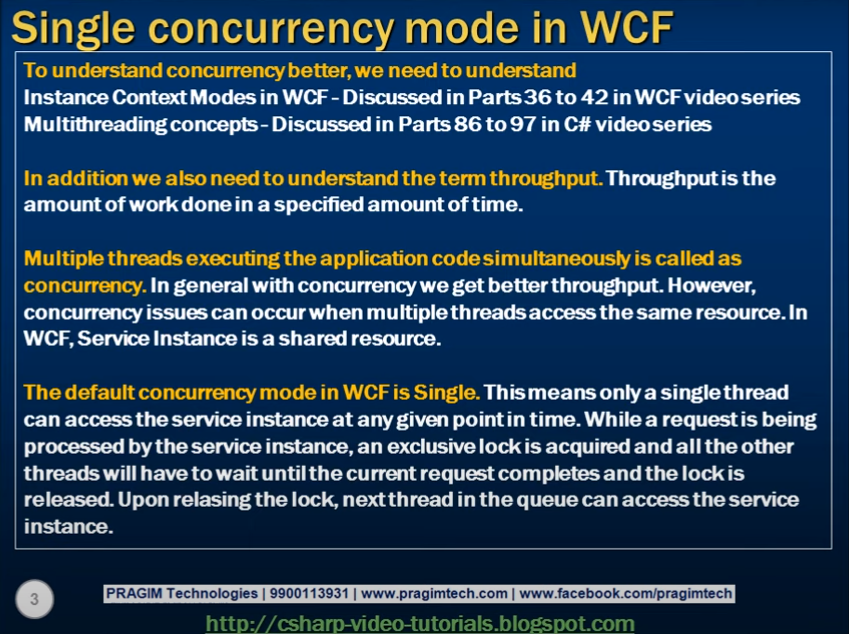 Single concurrency mode in WCF
To understand concurrency better, we need to understand
Instance Context Modes in WCF - Discussed in Parts 36 to 42 in WCF video series
Multithreading concepts - Discussed in Parts 86 to 97 in C# video series
In addition we also need to understand the term throughput. Throughput is the
amount of work done in a specified amount of time.
Multiple threads executing the application code simultaneously is called as
concurrency. In general with concurrency we get better throughput. However,
concurrency issues can occur when multiple threads access the same resource. In
WCF, Service Instance is a shared resource.
The default concurrency mode in WCF is Single. This means only a single thread
can access the service instance at any given point in time. While a request is being
processed by the service instance, an exclusive lock is acquired and all the other
threads will have to wait until the current request completes and the lock is
released. Upon relasing the lock, next thread in the queue can access the service
instance.
3
PRAGIM Technologies | 9900113931 | www.pragimtech.com | www.facebook.com/pragimtech
http://csharp-video-tutorials.blogspot.com